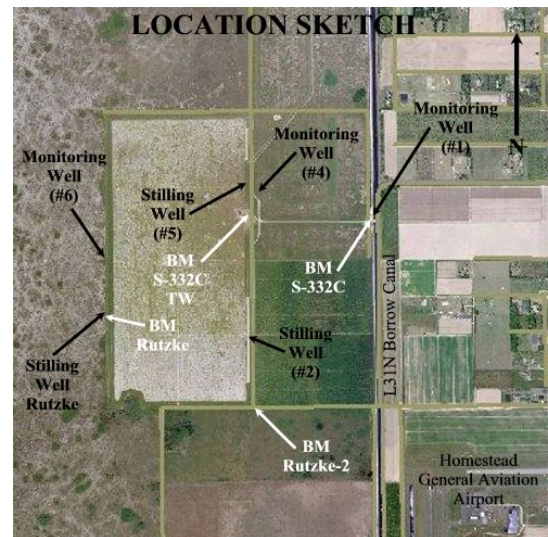 LOCATION SKETCH
Monitoring
Well
(#1)
N
Monitoring
Well
(#4)
Monitoring
Well
(#6)
Stilling
Well
(#5)
BM
S-332C
TW
BM
S-332C
L31N Borrow Canal
BM
Rutzke
Stilling
Well
Rutzke
Stilling
Well
(#2)
BM
Rutzke-2
Homestead
General Aviation
Airport